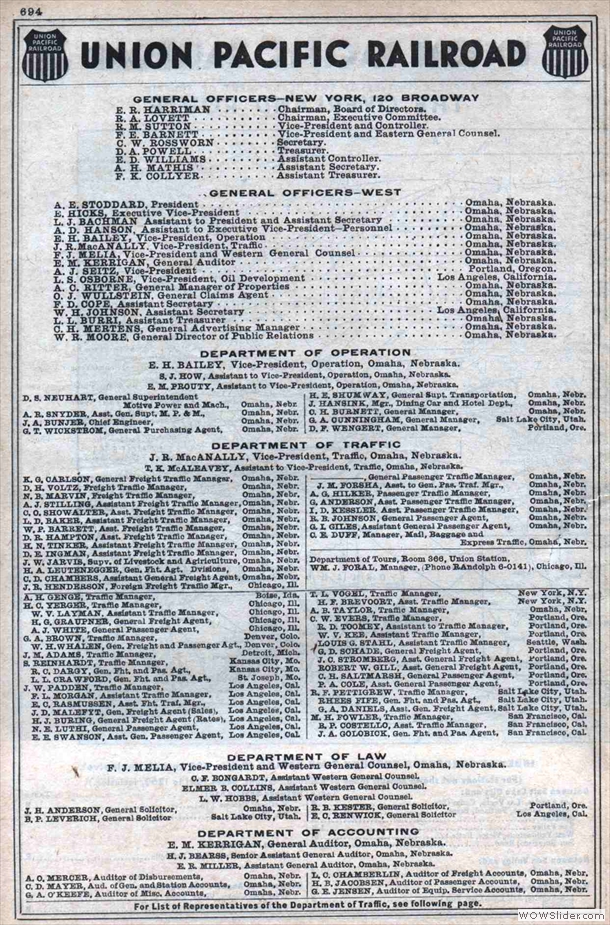 694
UNION PACIFIC RAILROAD
UNION PACIFIC RAILROAD
UNION PACIFIC RAILROAD
GENERAL OFFICERS—NEW YORK, 120 BROADWAY
E. R. HARRIMAN Chairman, Board of Directors.
R. A. LOVETT Chairman, Executive Committee.
R. M. SUTTON Vice-President and Controller.
F. E. BARNETT Vice-President and Eastern General Counsel.
C. W. ROSSWORN Secretary.
D. A. POWELL Treasurer.
E. D. WILLIAMS Assistant Controller.
A. H. MATHIS Assistant Secretary.
F. K. COLLYER Assistant Treasurer.
GENERAL OFFICERS—WEST
A. E. STODDARD, President Omaha, Nebraska.
E. HICKS, Executive Vice-President Omaha, Nebraska.
L. J. BACHMAN Assistant to President and Assistant Secretary Omaha, Nebraska.
A. D. HANSON, Assistant to Executive Vice-President—Personnel Omaha, Nebraska.
E. H. BAILEY, Vice-President, Operation Omaha, Nebraska.
J. R. MacANALLY, Vice-President, Traffic Omaha, Nebraska.
F. J. MELIA, Vice-President and Western General Counsel Omaha, Nebraska.
E. M. KERRIGAN, General Auditor Omaha, Nebraska.
A. J. SEITZ, Vice-President Portland, Oregon.
L. S. OSBORNE, Vice-President, Oil Development Los Angeles, California.
A. C. RITTER, General Manager of Properties Omaha, Nebraska.
O. J. WULLSTEIN, General Claims Agent Omaha, Nebraska.
F. D. COPE, Assistant Secretary Omaha, Nebraska.
W. H. JOHNSON, Assistant Secretary Los Angeles, California.
L. L. BURRI, Assistant Treasurer Omaha, Nebraska.
C. H. MERTENS, General Advertising Manager Omaha, Nebraska.
W. R. MOORE, General Director of Public Relations Omaha, Nebraska.
DEPARTMENT OF OPERATION
E. H. BAILEY, Vice-President, Operation, Omaha, Nebraska.
S. J. HOW, Assistant to Vice-President, Operation, Omaha, Nebraska.
E. M. PROUTY, Assistant to Vice-President, Operation, Omaha, Nebraska.
D. S. NEUHART, General Superintendent
Motive Power and Mach., Omaha, Nebr.
A. R. SNYDER, Asst. Gen. Supt. M. P. & M., Omaha, Nebr.
J. A. BUNJER, Chief Engineer, Omaha, Nebr.
G. T. WICKSTROM, General Purchasing Agent, Omaha, Nebr.
H. E. SHUMWAY, General Supt. Transportation, Omaha, Nebr.
J. HANSINK, Mgr., Dining Car and Hotel Dept., Omaha, Nebr.
C. H. BURNETT, General Manager, Omaha, Nebr.
G. A. CUNNINGHAM, General Manager, Salt Lake City, Utah.
D. F. WENGERT, General Manager, Portland, Ore.
DEPARTMENT OF TRAFFIC
J. R. MacANALLY, Vice-President, Traffic, Omaha, Nebraska.
T. K. McALEAVEY, Assistant to Vice-President, Traffic, Omaha, Nebraska.
K. G. CARLSON, General Freight Traffic Manager, Omaha, Nebr.
D. H. VOLTZ, Freight Traffic Manager, Omaha, Nebr.
N. B. MARVIN, Freight Traffic Manager, Omaha, Nebr.
A. J. STILLING, Assistant Freight Traffic Manager, Omaha, Nebr.
C. O. SHOWALTER, Asst. Freight Traffic Manager, Omaha, Nebr.
L. D. BAKER, Assistant Freight Traffic Manager, Omaha, Nebr.
W. P. BARRETT, Asst. Freight Traffic Manager, Omaha, Nebr.
D. R. HAMPTON, Asst. Freight Traffic Manager, Omaha, Nebr.
H. N. TINKER, Assistant Freight Traffic Manager, Omaha, Nebr.
D. E. INGMAN, Assistant Freight Traffic Manager, Omaha, Nebr.
J. W. JARVIS, Supv. of Livestock and Agriculture, Omaha, Nebr.
H. A. LEUTHENEGGER, Gen. Fht. Agt. Divisions, Omaha, Nebr.
C. D. CHAMBERS, Assistant General Freight Agent, Omaha, Nebr.
J. R. HENDERSON, Foreign Freight Traffic Mgr., Chicago, Ill.
General Passenger Traffic Manager, Omaha, Nebr.
J. M. FORSHA, Asst. to Gen. Pas. Traf. Mgr., Omaha, Nebr.
A. G. HILKER, Passenger Traffic Manager, Omaha, Nebr.
G. ANDERSON, Asst. Passenger Traffic Manager, Omaha, Nebr.
I. D. KESSLER, Asst. Passenger Traffic Manager, Omaha, Nebr.
H. B. JOHNSON, General Passenger Agent, Omaha, Nebr.
G. I. GILES, Assistant General Passenger Agent, Omaha, Nebr.
C. E. DUFF, Manager, Mail, Baggage and
Express Traffic, Omaha, Nebr.
Department of Tours, Room 366, Union Station.
WM. J. FORAL, Manager. (Phone RAndolph 6-0141), Chicago, Ill.
A. H. GENGE, Traffic Manager, Boise, Ida.
H. C. YERGER, Traffic Manager, Chicago, Ill.
W. V. LAYMAN, Assistant Traffic Manager, Chicago, Ill.
H. G. GRAUPNER, General Freight Agent, Chicago, Ill.
A. J. WHITE, General Passenger Agent, Chicago, Ill.
G. A. BROWN, Traffic Manager, Denver, Colo.
W. H. WHALEN, Gen. Freight and Passenger Agt., Denver, Colo.
J. M. ADAMS, Traffic Manager, Detroit, Mich.
S. REINHARDT, Traffic Manager, Kansas City, Mo.
R. C. DARGY, Gen. Fht. and Pas. Agt., Kansas City, Mo.
L. L. CRAWFORD, Gen. Fht. and Pas. Agt., St. Joseph, Mo.
J. W. PADDEN, Traffic Manager, Los Angeles, Cal.
F. L. MORGAN, Assistant Traffic Manager, Los Angeles, Cal.
E. C. RASMUSSEN, Asst. Fht. Traf. Mgr., Los Angeles, Cal.
J. D. MALEFYT, Gen. Freight Agent (Sales), Los Angeles, Cal.
H. J. BURING, General Freight Agent (Rates), Los Angeles, Cal.
N. E. LUTHI, General Passenger Agent, Los Angeles, Cal.
E. E. SWANSON, Asst. Gen. Passenger Agent, Los Angeles, Cal.
T. L. VOGEL, Traffic Manager, New York, N.Y.
H. F. BREVOORT, Asst. Traffic Manager, New York, N.Y.
A. B. TAYLOR, Traffic Manager, Omaha, Nebr.
C. W. EVERS, Traffic Manager, Portland, Ore.
R. D. TOOMEY, Assistant to Traffic Manager, Portland, Ore.
W. V. KEE, Assistant Traffic Manager, Portland, Ore.
LOUIS G. STAHL, Assistant Traffic Manager, Seattle, Wash.
G. D. SCHADE, General Freight Agent, Portland, Ore.
J. C. STROMBERG, Asst. General Freight Agent, Portland, Ore.
ROBERT W. GILL, Asst. General Freight Agent, Portland, Ore.
C. H. SALTMARSH, General Passenger Agent, Portland, Ore.
P. A. COLE, Asst. General Passenger Agent, Portland, Ore.
R. F. PETTIGREW, Traffic Manager, Salt Lake City, Utah.
RHESS FIFE, Gen. Fht. and Pas. Agt., Salt Lake City, Utah.
G. A. DANIELS, Asst. Gen. Freight Agent, Salt Lake City, Utah.
M. H. FOWLER, Traffic Manager, San Francisco, Cal.
R. P. COSTELLO, Asst. Traffic Manager, San Francisco, Cal.
J. A. GOLOBICK, Gen. Fht. and Pas. Agent, San Francisco, Cal.
DEPARTMENT OF LAW
F. J. MELIA, Vice-President and Western General Counsel, Omaha, Nebraska.
C. F. BONGARDT, Assistant Western General Counsel.
ELMER B. COLLINS, Assistant Western General Counsel.
L. W. HOBBS, Assistant Western General Counsel.
J. H. ANDERSON, General Solicitor, Omaha, Nebr.
B. P. LEVERICH, General Solicitor Salt Lake City, Utah.
R. B. KESTER, General Solicitor, Portland, Ore.
E. C. RENWICK, General Solicitor Los Angeles, Cal.
DEPARTMENT OF ACCOUNTING
E. M. KERRIGAN, General Auditor, Omaha, Nebraska.
H. J. BEARSS, Senior Assistant General Auditor, Omaha, Nebraska.
E. R. MILLER, Assistant General Auditor, Omaha, Nebraska.
A. O. MERCER, Auditor of Disbursements, Omaha, Nebr.
C. D. MAYER, Aud. of Gen. and Station Accounts, Omaha, Nebr.
G. A. O'KEEFE, Auditor of Misc. Accounts, Omaha, Nebr.
L. C. CHAMBERLIN, Auditor of Freight Accounts, Omaha, Nebr.
H. B. JACOBSEN, Auditor of Passenger Accounts, Omaha, Nebr.
G. E. JENSEN, Auditor of Equip. Service Accounts, Omaha, Nebr.
For List of Representatives of the Department of Traffic, see following page.
WOWSlider.com